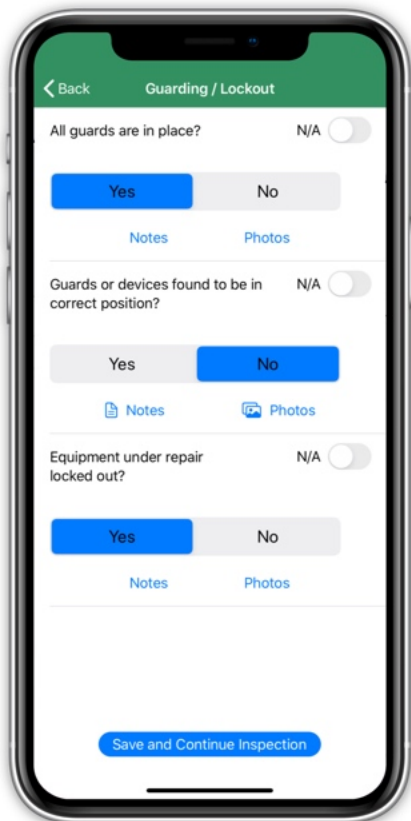 Back
Guarding / Lockout
All guards are in place?
N/A
Yes
No
Notes
Photos
Guards or devices found to be in
correct position?
N/A
Yes
No
Notes
Photos
Equipment under repair
locked out?
N/A
Yes
No
Notes
Photos
Save and Continue Inspection